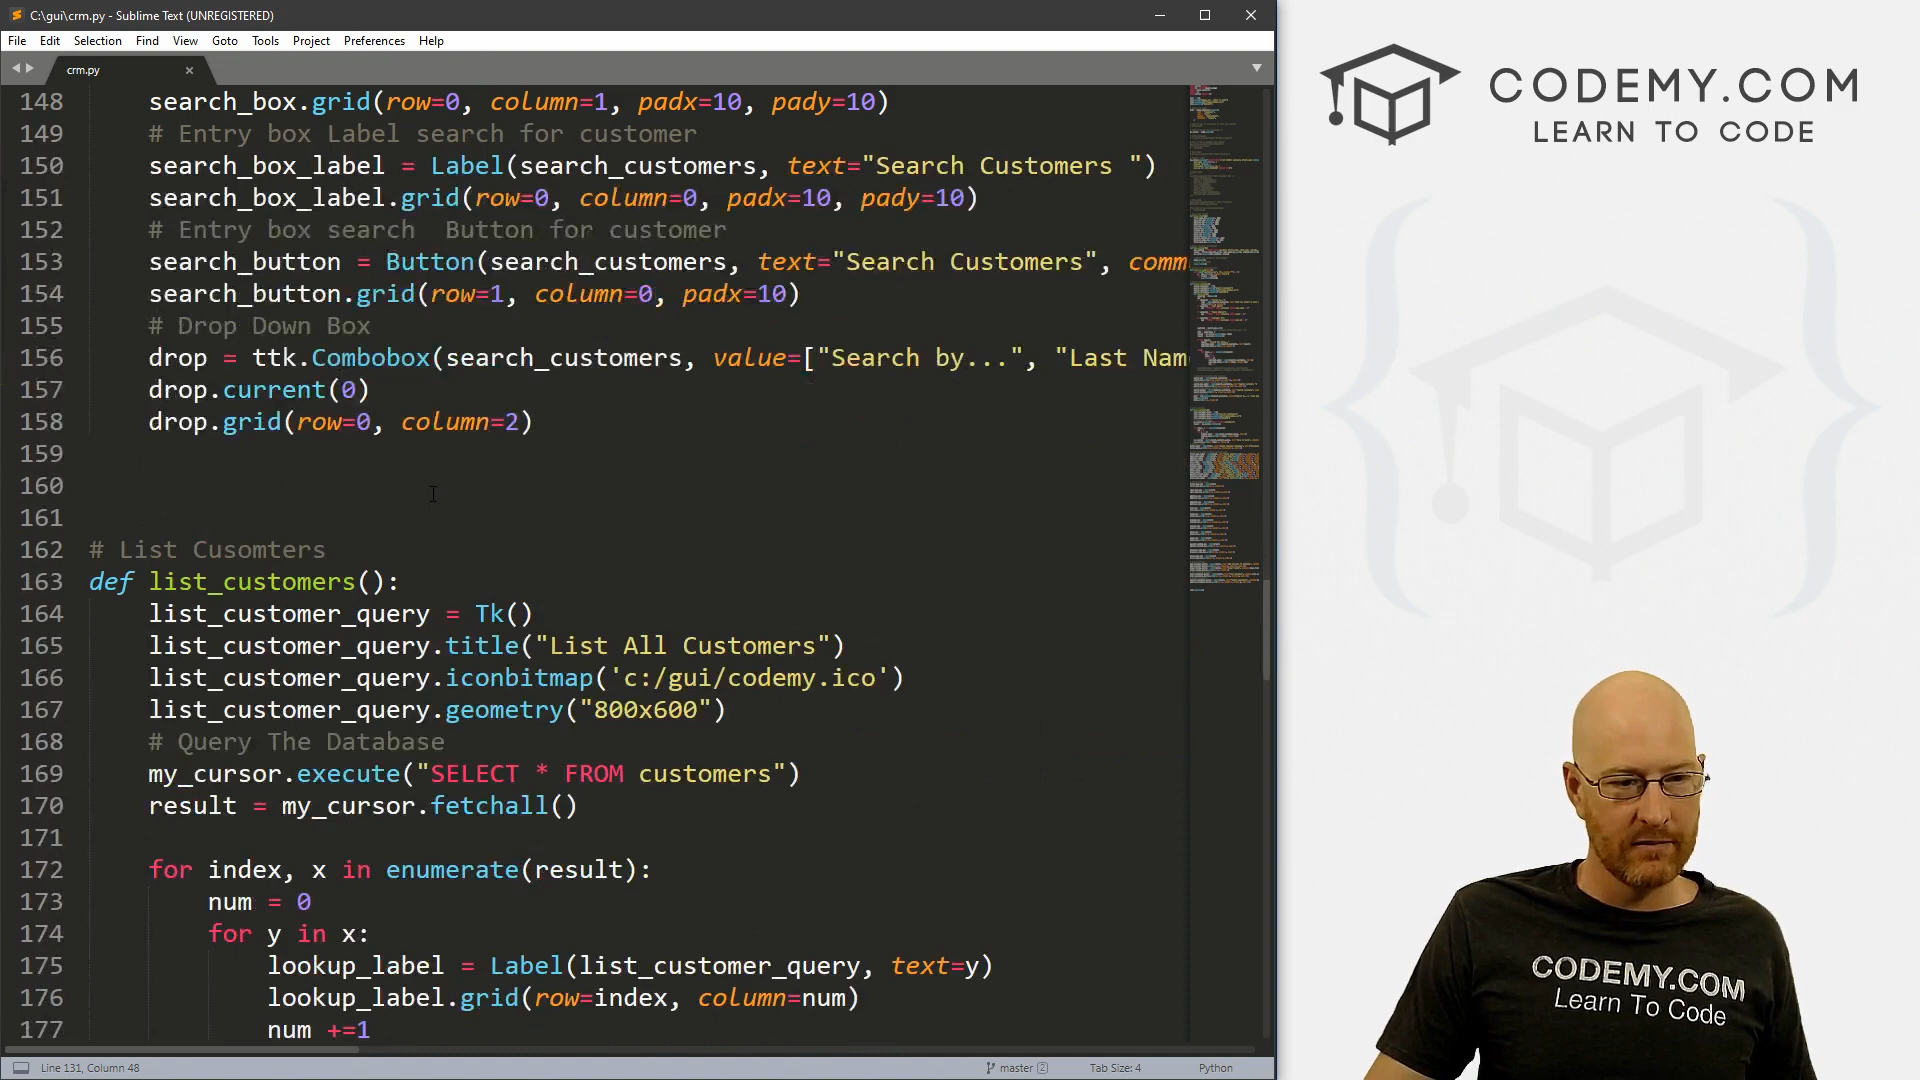 C:\gui\crm.py - Sublime Text (UNREGISTERED)
File Edit Selection Find View Goto Tools Project Preferences Help
crm.py
148 search_box.grid(row=0, column=1, padx=10, pady=10)
149 # Entry box Label search for customer
150 search_box_label = Label(search_customers, text="Search Customers ")
151 search_box_label.grid(row=0, column=0, padx=10, pady=10)
152 # Entry box search  Button for customer
153 search_button = Button(search_customers, text="Search Customers", comm
154 search_button.grid(row=1, column=0, padx=10)
155 # Drop Down Box
156 drop = ttk.Combobox(search_customers, value=["Search by...", "Last Nam
157 drop.current(0)
158 drop.grid(row=0, column=2)
159
160
161
162 # List Cusomters
163 def list_customers():
164 list_customer_query = Tk()
165 list_customer_query.title("List All Customers")
166 list_customer_query.iconbitmap('c:/gui/codemy.ico')
167 list_customer_query.geometry("800x600")
168 # Query The Database
169 my_cursor.execute("SELECT * FROM customers")
170 result = my_cursor.fetchall()
171
172 for index, x in enumerate(result):
173 num = 0
174 for y in x:
175 lookup_label = Label(list_customer_query, text=y)
176 lookup_label.grid(row=index, column=num)
177 num +=1
Line 131, Column 48
master 2
Tab Size: 4
Python
CODEMY.COM
LEARN TO CODE
CODEMY.COM
Learn To Code